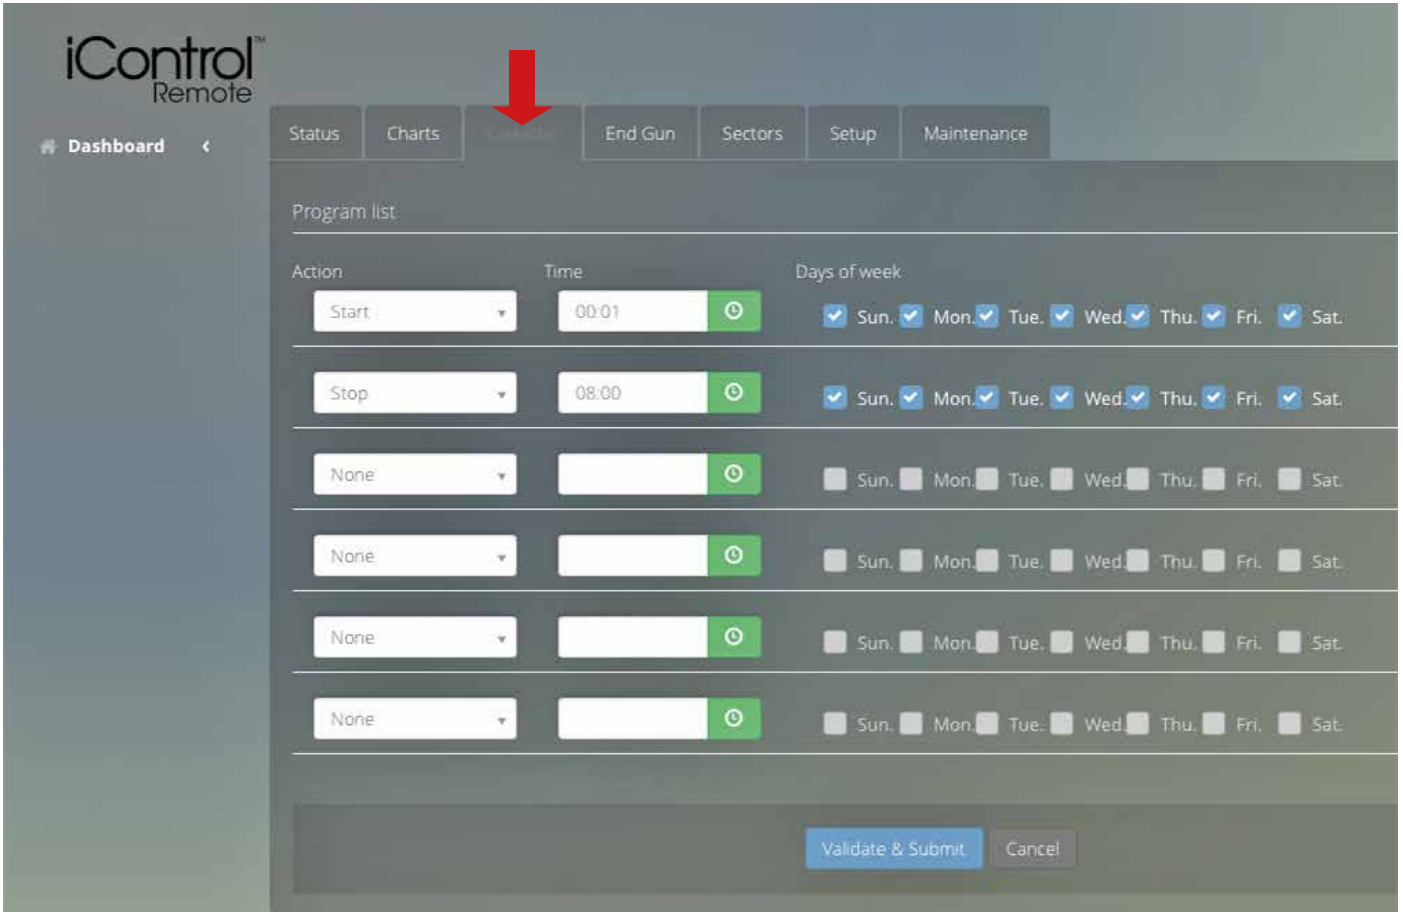 iControl™
Remote
Dashboard
Status Charts End Gun Sectors Setup Maintenance
Program list
Action Time Days of week
Start 00:01 Sun. Mon. Tue. Wed. Thu. Fri. Sat.
Stop 08:00 Sun. Mon. Tue. Wed. Thu. Fri. Sat.
None Sun. Mon. Tue. Wed. Thu. Fri. Sat.
None Sun. Mon. Tue. Wed. Thu. Fri. Sat.
None Sun. Mon. Tue. Wed. Thu. Fri. Sat.
None Sun. Mon. Tue. Wed. Thu. Fri. Sat.
Validate & Submit Cancel